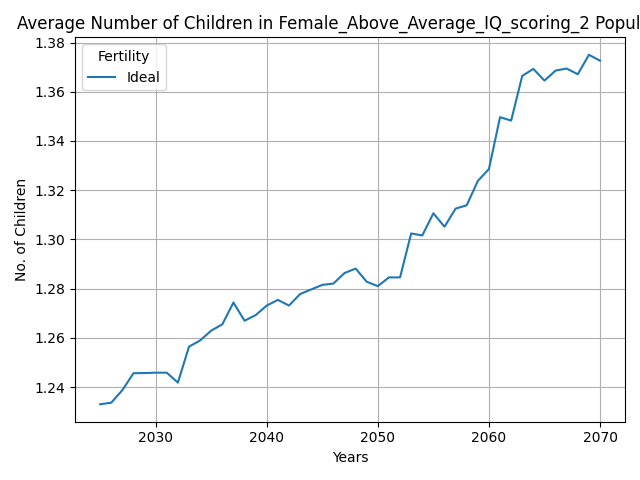 Average Number of Children in Female_Above_Average_IQ_scoring_2 Popul
Fertility
Ideal
1.38
1.36
1.34
1.32
1.30
1.28
1.26
1.24
No. of Children
2030 2040 2050 2060 2070
Years